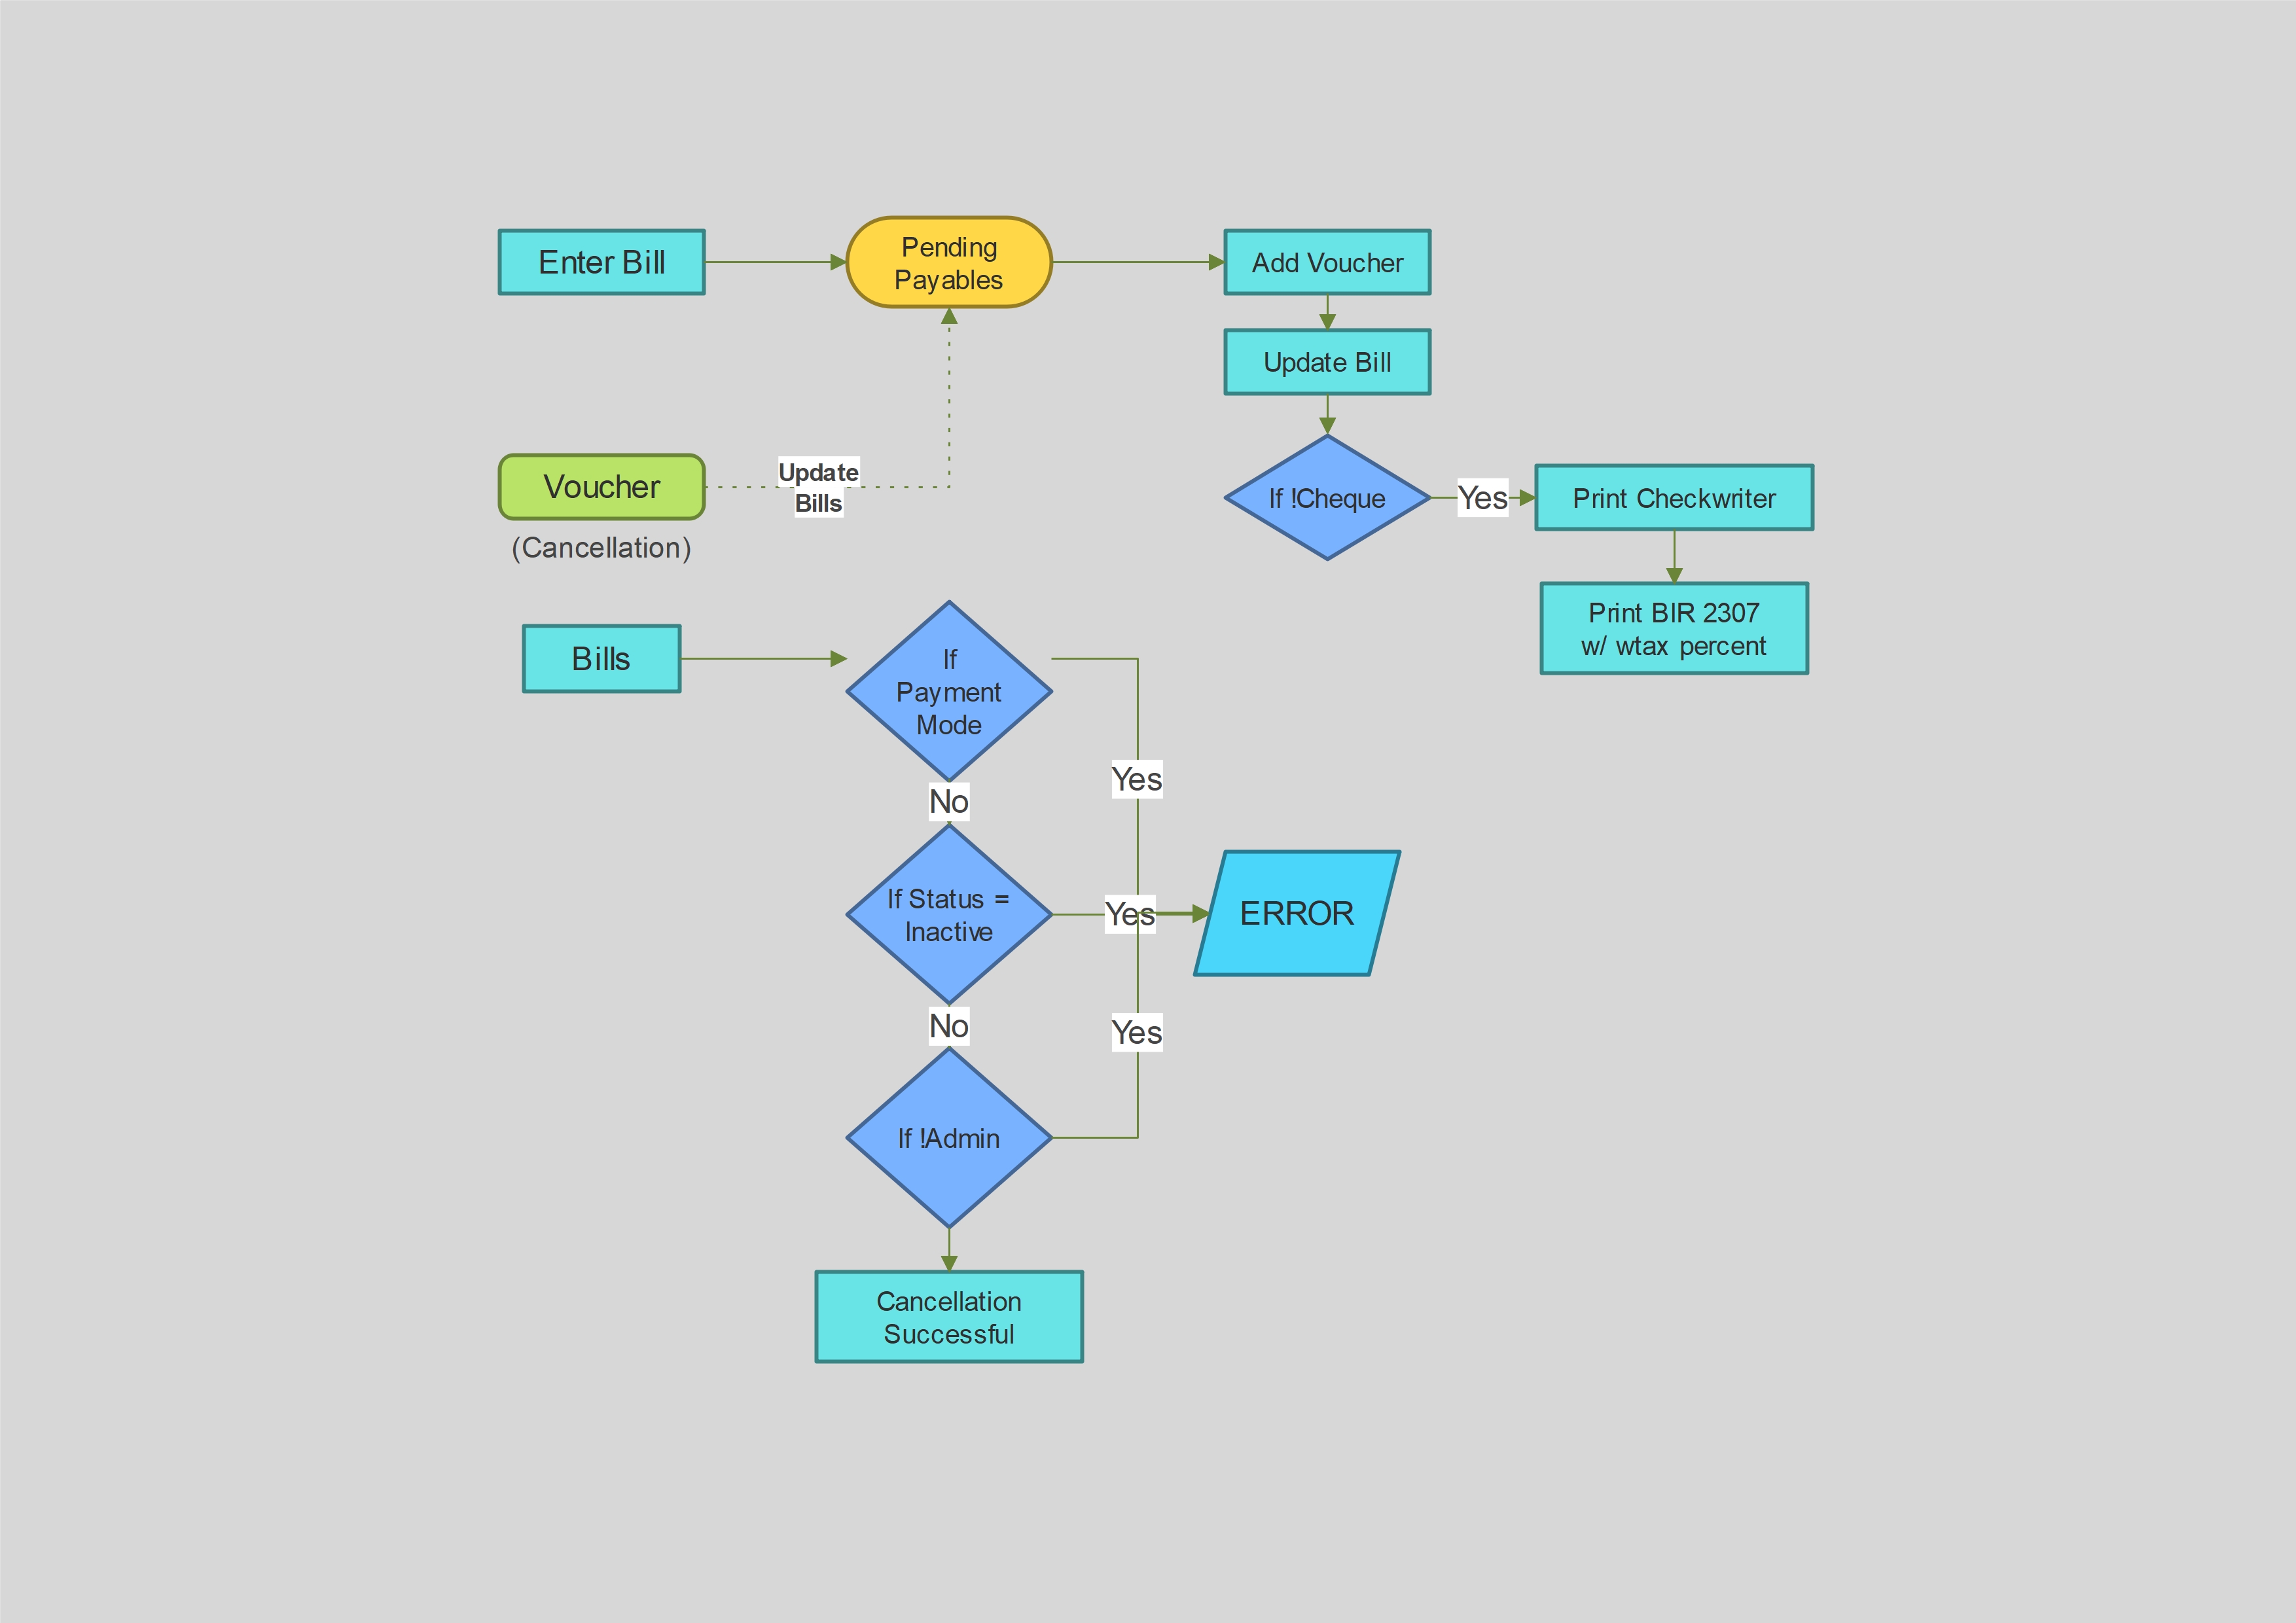 Enter Bill
Pending
Payables
Add Voucher
Update Bill
Voucher
(Cancellation)
Update
Bills
If !Cheque
Yes
Print Checkwriter
Print BIR 2307
w/ wtax percent
Bills
If
Payment
Mode
Yes
No
If Status =
Inactive
Yes
ERROR
No
Yes
If !Admin
Cancellation
Successful